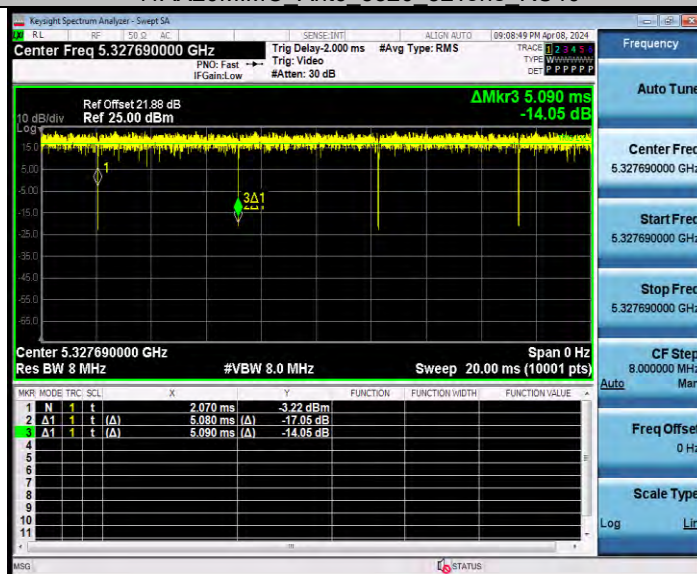 Keysight Spectrum Analyzer - Swept SA
RL RF 50 Ω AC SENSE:INT ALIGN AUTO 09:08:49 PM Apr 08, 2024
Center Freq 5.327690000 GHz
PNO: Fast
IFGain:Low
Trig Delay-2.000 ms
Trig: Video
#Atten: 30 dB
#Avg Type: RMS
TRACE 1 2 3 4 5 6
TYPE WWWWWW
DET P P P P P P
Ref Offset 21.88 dB
Ref 25.00 dBm
10 dB/div
Log
ΔMkr3 5.090 ms
-14.05 dB
15.0
5.00
-5.00
-15.0
-25.0
-35.0
-45.0
-55.0
-65.0
1
3Δ1
Center 5.327690000 GHz
Res BW 8 MHz
#VBW 8.0 MHz
Span 0 Hz
Sweep 20.00 ms (10001 pts)
MKR MODE TRC SCL X Y FUNCTION FUNCTION WIDTH FUNCTION VALUE
1 N 1 t 2.070 ms -3.22 dBm
2 Δ1 1 t (Δ) 5.080 ms (Δ) -17.05 dB
3 Δ1 1 t (Δ) 5.090 ms (Δ) -14.05 dB
4
5
6
7
8
9
10
11
MSG
STATUS
Frequency
Auto Tune
Center Freq
5.327690000 GHz
Start Freq
5.327690000 GHz
Stop Freq
5.327690000 GHz
CF Step
8.000000 MHz
Auto Man
Freq Offset
0 Hz
Scale Type
Log Lin